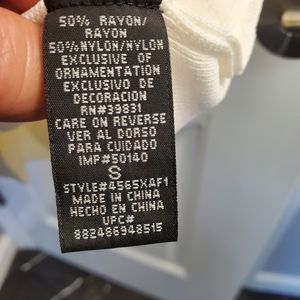 50% RAYON/
RAYON
50%NYLON/NYLON
EXCLUSIVE OF
ORNAMENTATION
EXCLUSIVO DE
DECORACION
RN#39831
CARE ON REVERSE
VER AL DORSO
PARA CUIDADO
IMP#50140
S
STYLE#4565XAF1
MADE IN CHINA
HECHO EN CHINA
UPC#
882486948515